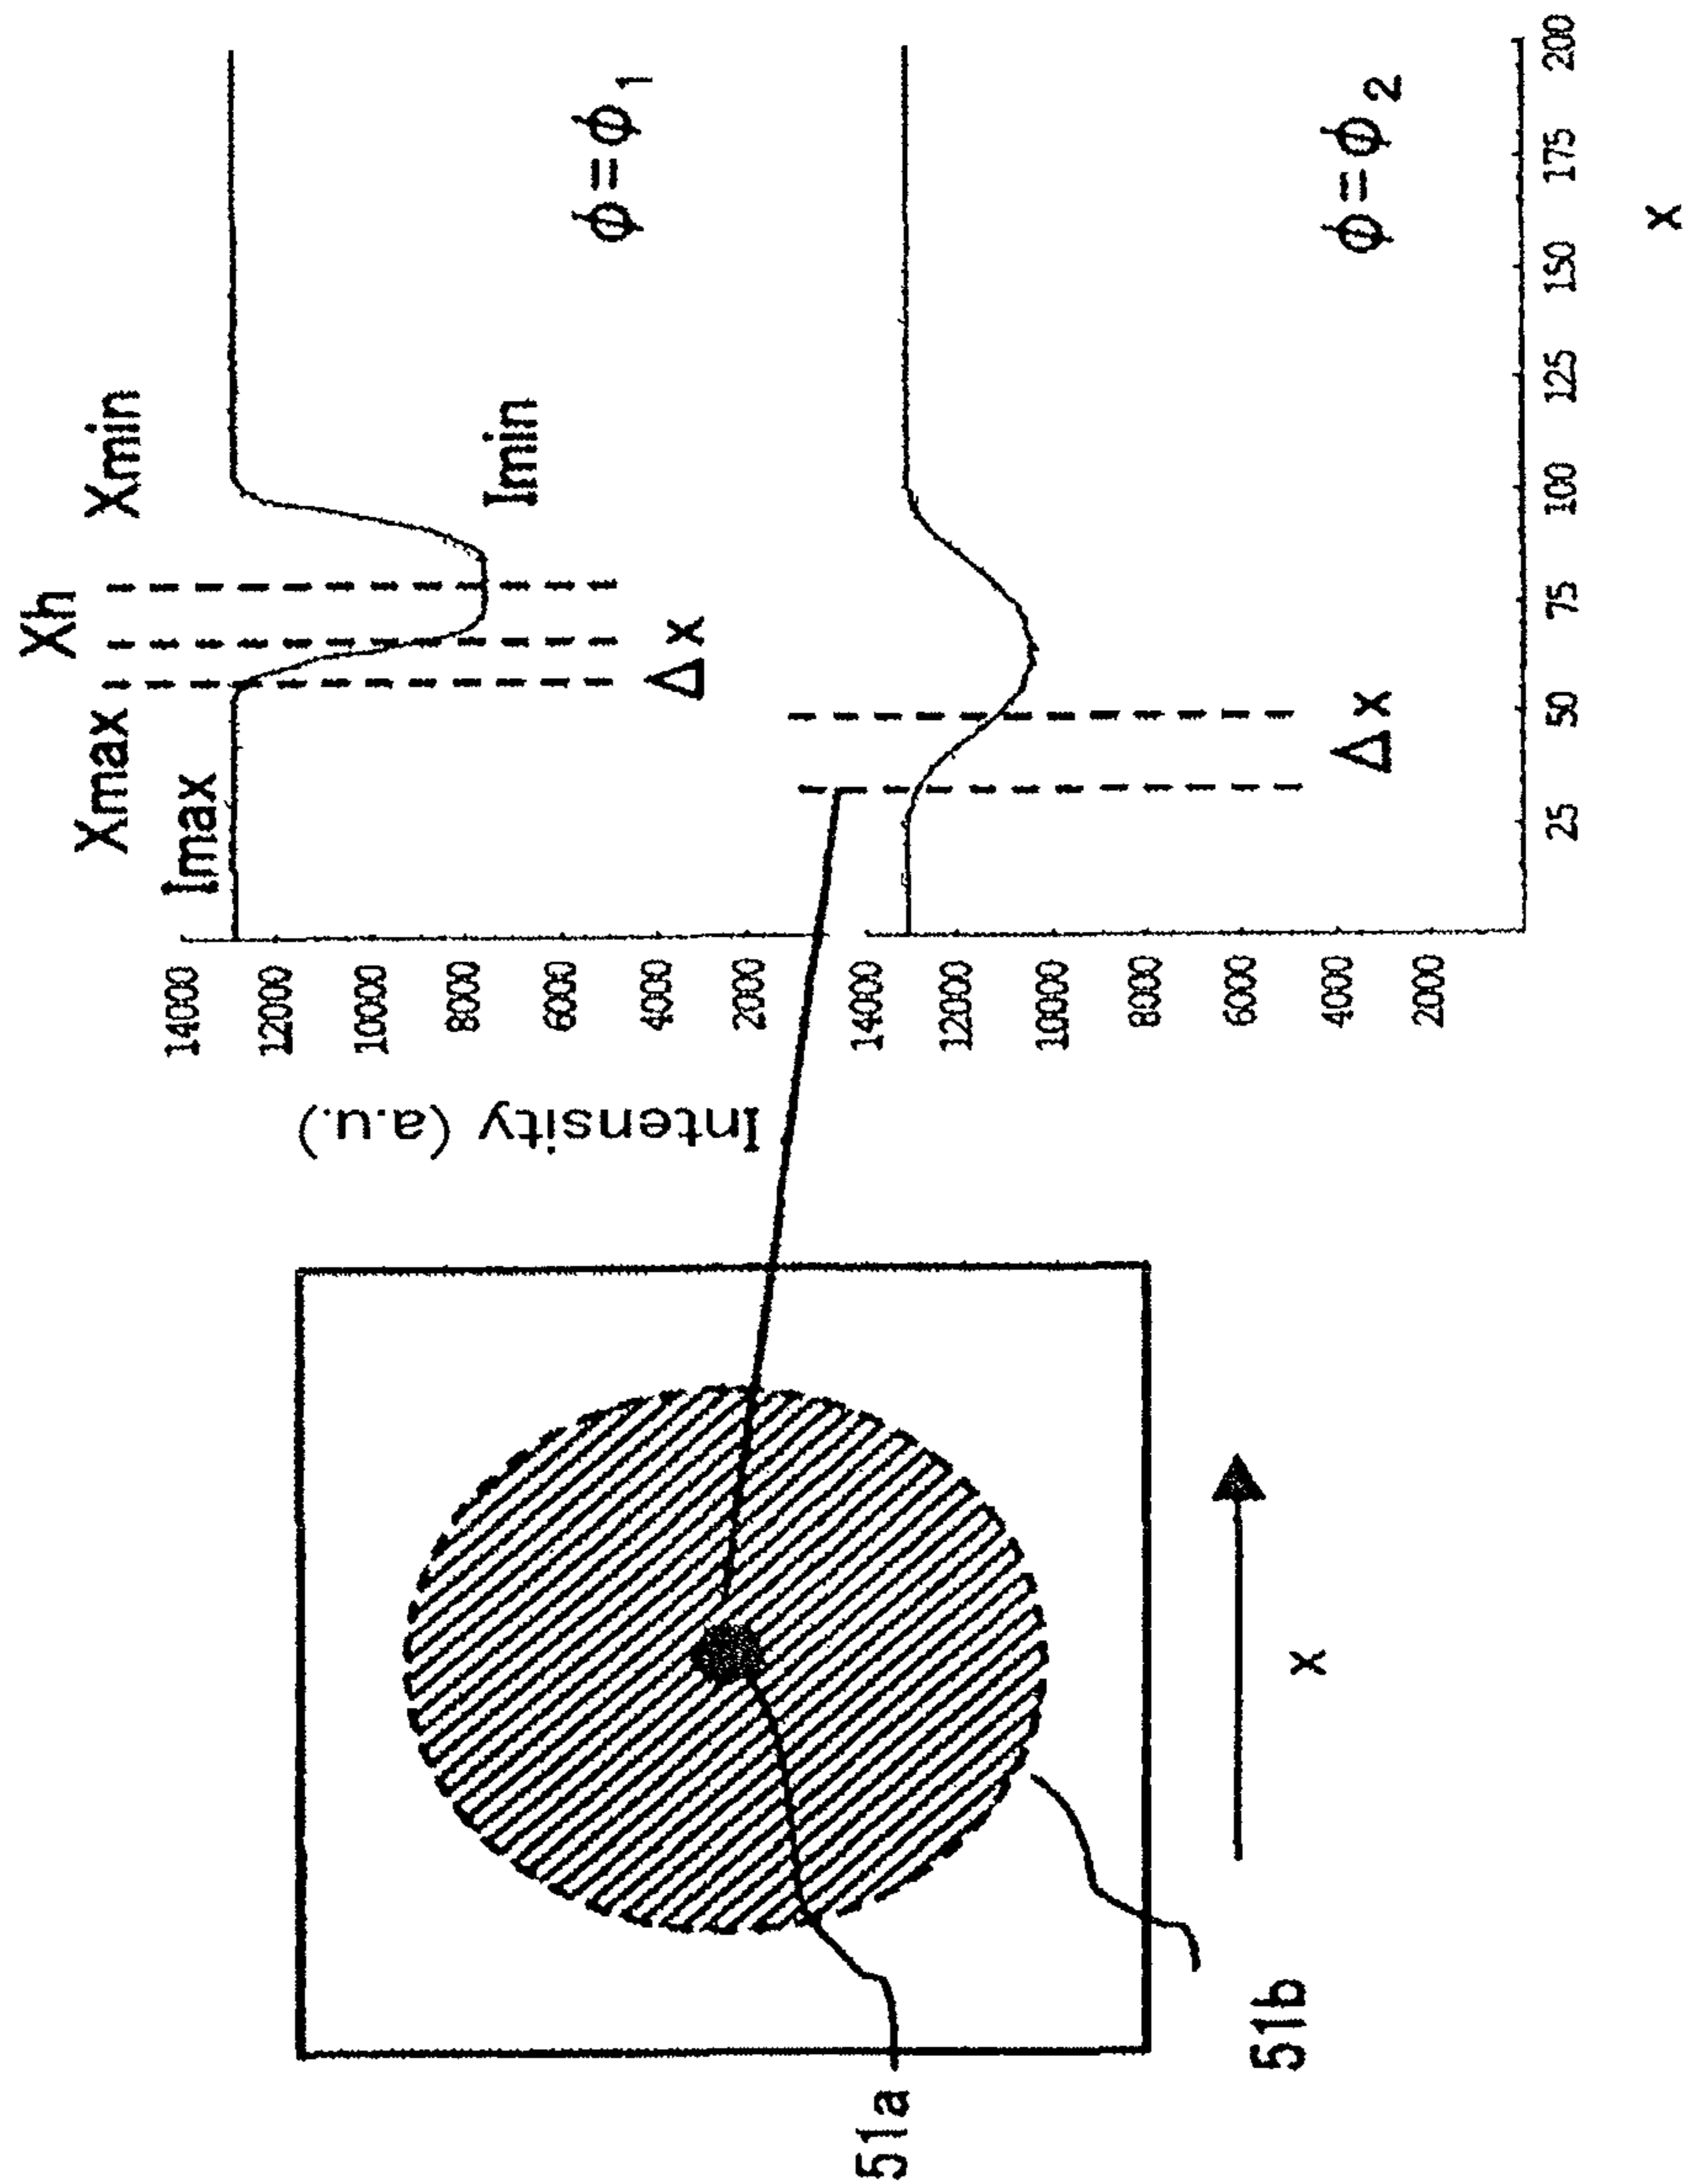 51a
51b
x
Intensity (a.u.)
14000
12000
10000
8000
6000
4000
2000
Imax
Xmax
Xh
Xmin
Imin
Δx
ϕ=ϕ1
14000
12000
10000
8000
6000
4000
2000
Δx
ϕ=ϕ2
25 50 75 100 125 150 175 200
x